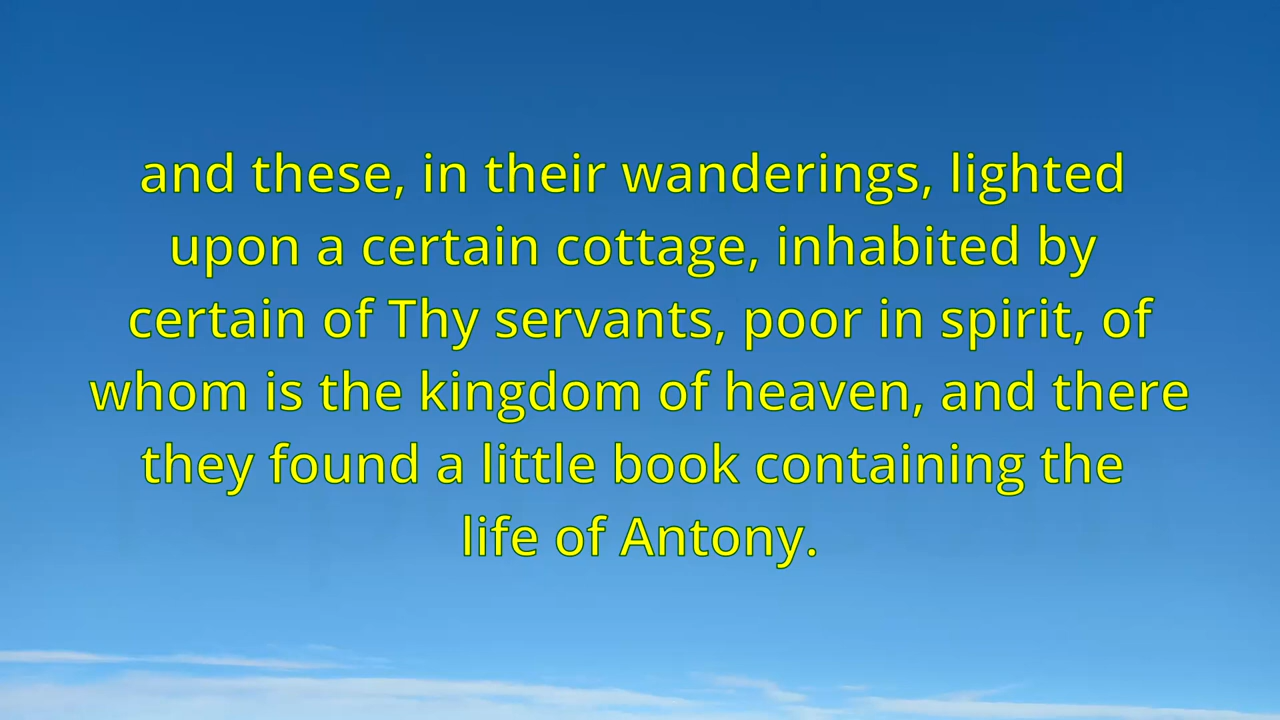 and these, in their wanderings, lighted
upon a certain cottage, inhabited by
certain of Thy servants, poor in spirit, of
whom is the kingdom of heaven, and there
they found a little book containing the
life of Antony.